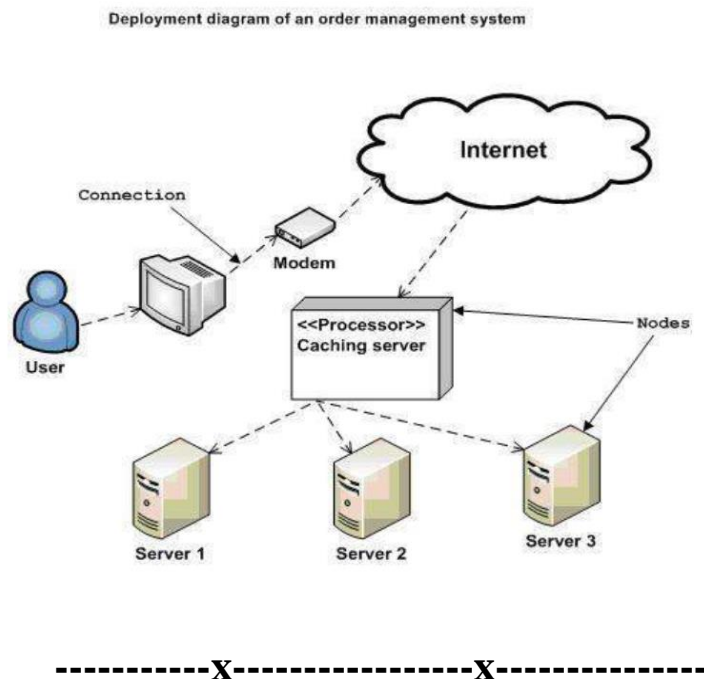 Deployment diagram of an order management system
Internet
Connection
Modem
<<Processor>>
Caching server
Nodes
User
Server 1
Server 2
Server 3
-----------x-----------------x---------------